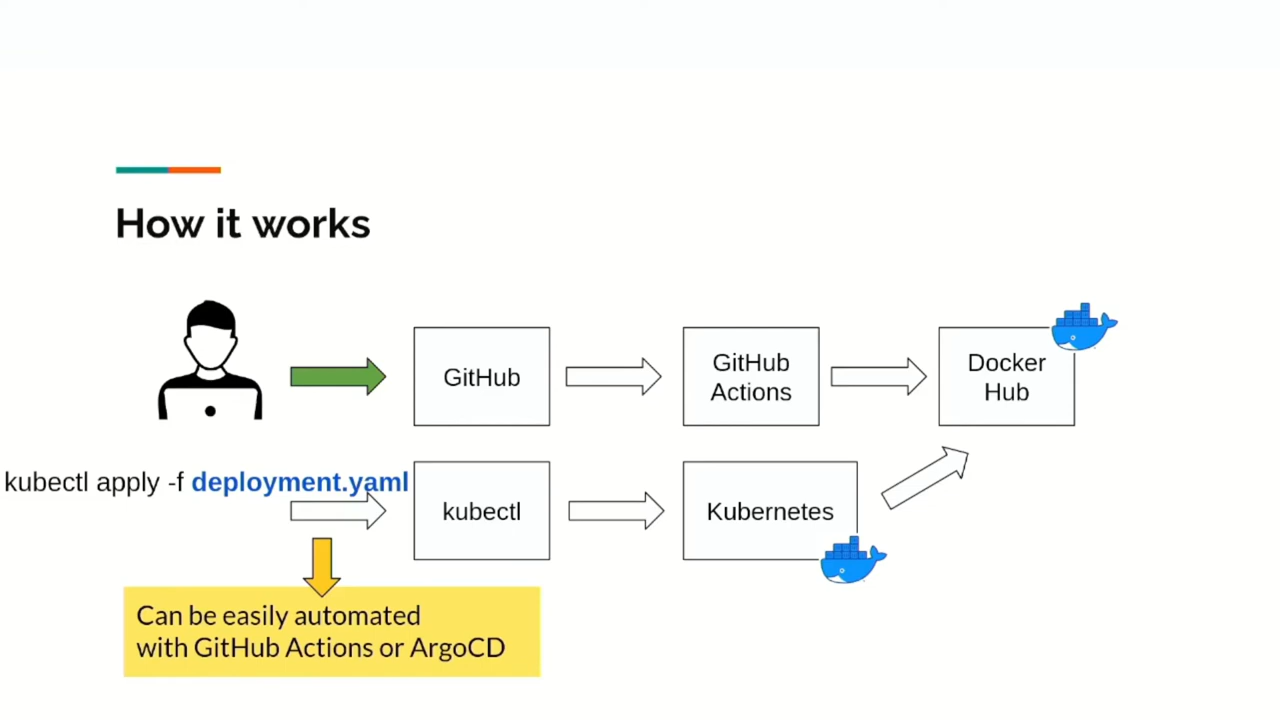 How it works
GitHub
GitHub
Actions
Docker
Hub
kubectl apply -f deployment.yaml
kubectl
Kubernetes
Can be easily automated
with GitHub Actions or ArgoCD